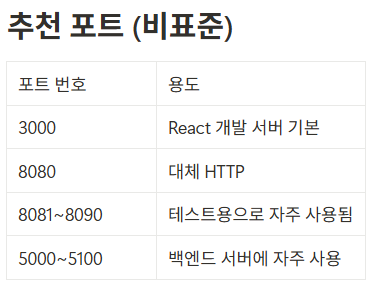 추천 포트 (비표준)
포트 번호 용도
3000 React 개발 서버 기본
8080 대체 HTTP
8081~8090 테스트용으로 자주 사용됨
5000~5100 백엔드 서버에 자주 사용